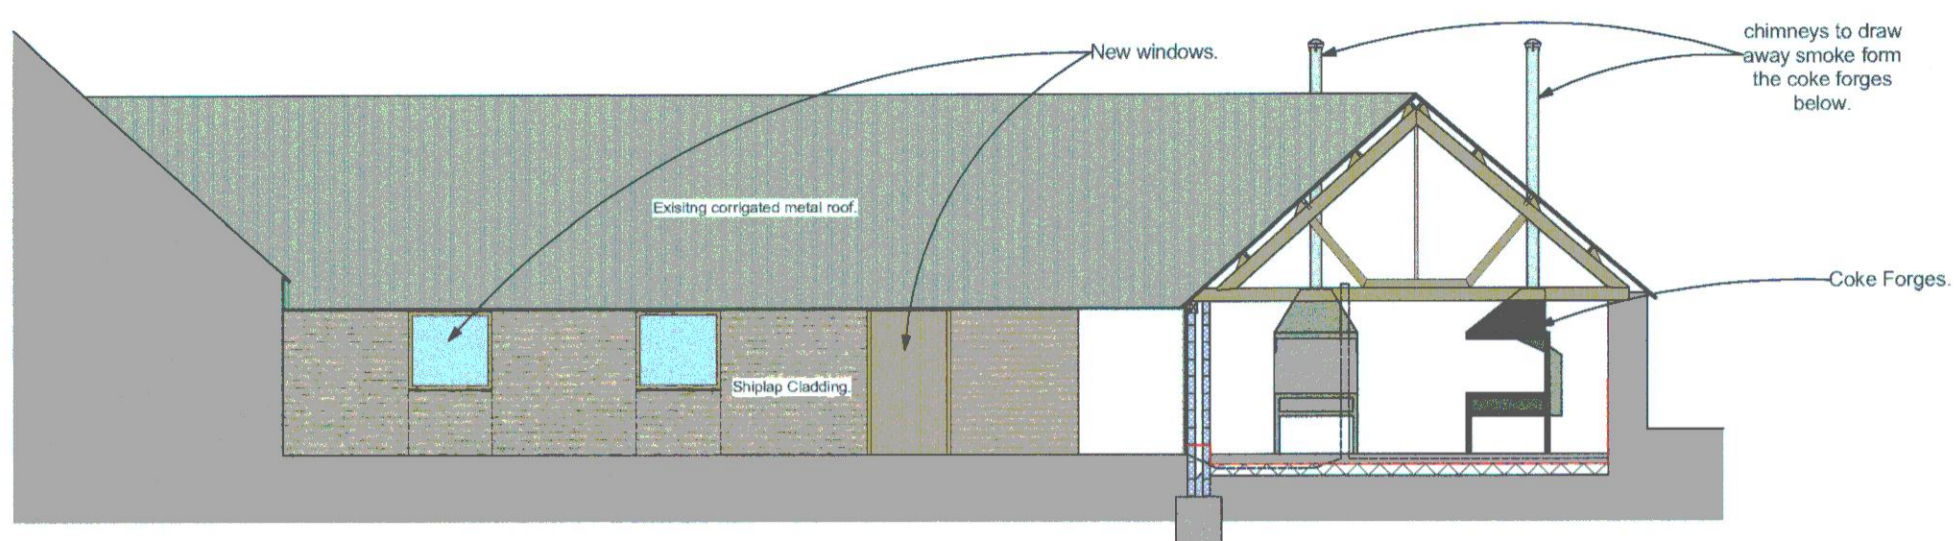 New windows.
chimneys to draw
away smoke form
the coke forges
below.
Exisitng corrigated metal roof.
Coke Forges.
Shiplap Cladding.